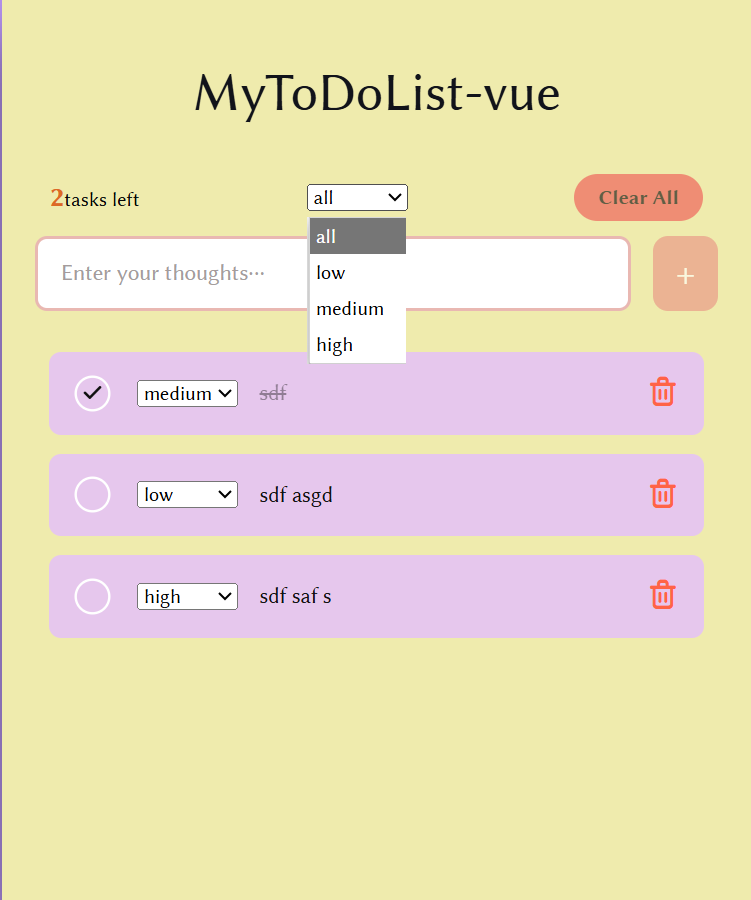 MyToDoList-vue
2tasks left
all
Clear All
all
low
medium
high
Enter your thoughts···
+
medium
sdf
low
sdf asgd
high
sdf saf s